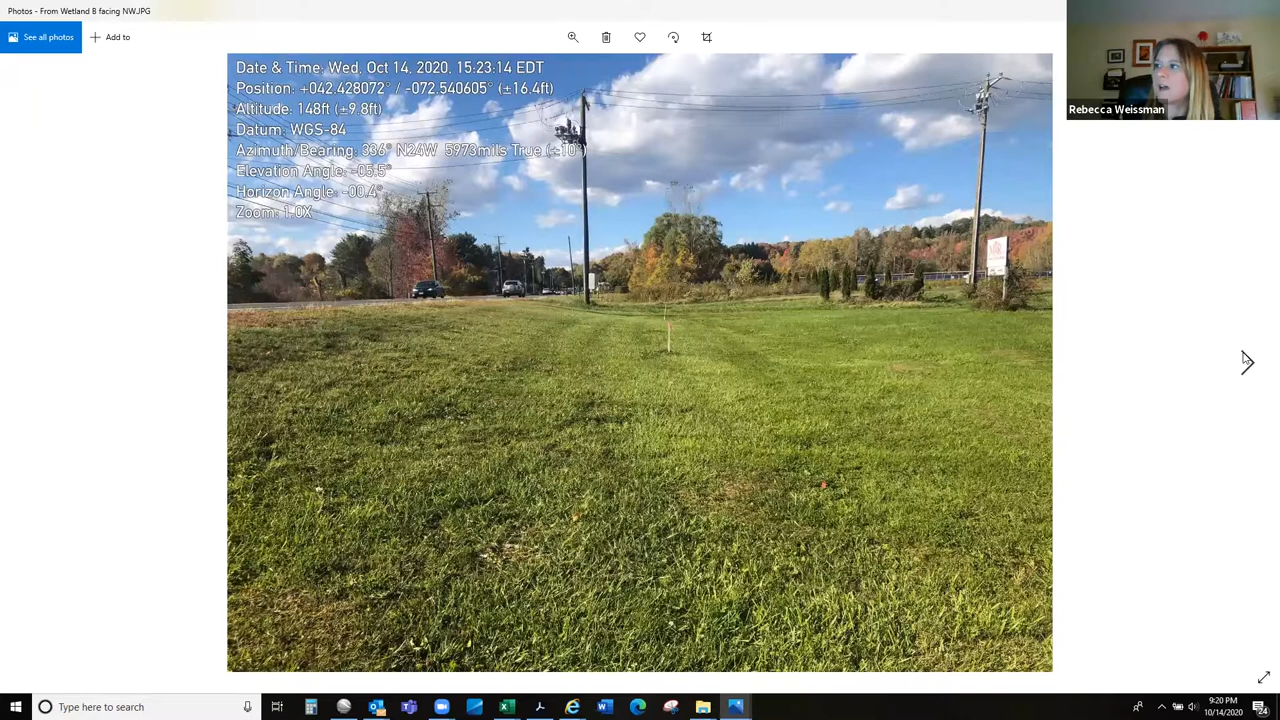 Photos - From Wetland B facing NW.JPG
See all photos
Add to
Date & Time: Wed, Oct 14, 2020, 15:23:14 EDT
Position: +042.428072° / -072.540605° (±16.4ft)
Altitude: 148ft (±9.8ft)
Datum: WGS-84
Azimuth/Bearing: 336° N24W 5973mils True (±10°)
Elevation Angle: -05.5°
Horizon Angle: -00.4°
Zoom: 1.0X
Rebecca Weissman
Type here to search
9:20 PM
10/14/2020
24